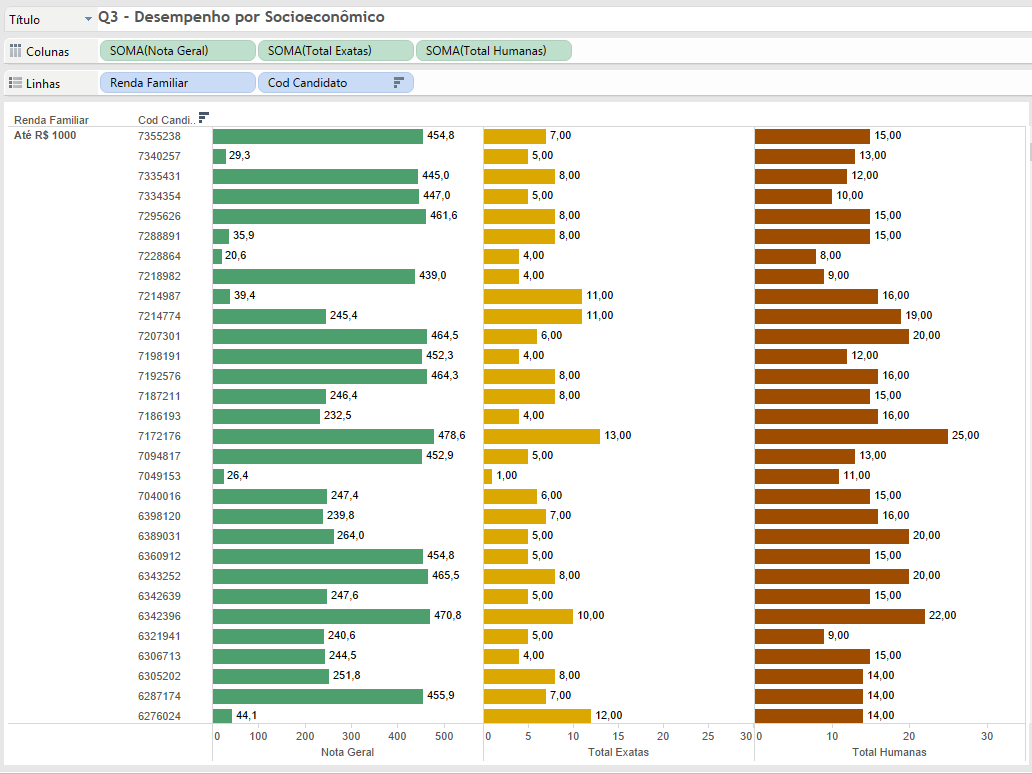 Título Q3 - Desempenho por Socioeconômico
Colunas SOMA(Nota Geral) SOMA(Total Exatas) SOMA(Total Humanas)
Linhas Renda Familiar Cod Candidato
Renda Familiar Cod Candi..
Até R$ 1000 7355238 454,8 7,00 15,00
7340257 29,3 5,00 13,00
7335431 445,0 8,00 12,00
7334354 447,0 5,00 10,00
7295626 461,6 8,00 15,00
7288891 35,9 8,00 15,00
7228864 20,6 4,00 8,00
7218982 439,0 4,00 9,00
7214987 39,4 11,00 16,00
7214774 245,4 11,00 19,00
7207301 464,5 6,00 20,00
7198191 452,3 4,00 12,00
7192576 464,3 8,00 16,00
7187211 246,4 8,00 15,00
7186193 232,5 4,00 16,00
7172176 478,6 13,00 25,00
7094817 452,9 5,00 13,00
7049153 26,4 1,00 11,00
7040016 247,4 6,00 15,00
6398120 239,8 7,00 16,00
6389031 264,0 5,00 20,00
6360912 454,8 5,00 15,00
6343252 465,5 8,00 20,00
6342639 247,6 5,00 15,00
6342396 470,8 10,00 22,00
6321941 240,6 5,00 9,00
6306713 244,5 4,00 15,00
6305202 251,8 8,00 14,00
6287174 455,9 7,00 14,00
6276024 44,1 12,00 14,00
0 100 200 300 400 500 0 5 10 15 20 25 30 0 10 20 30
Nota Geral Total Exatas Total Humanas